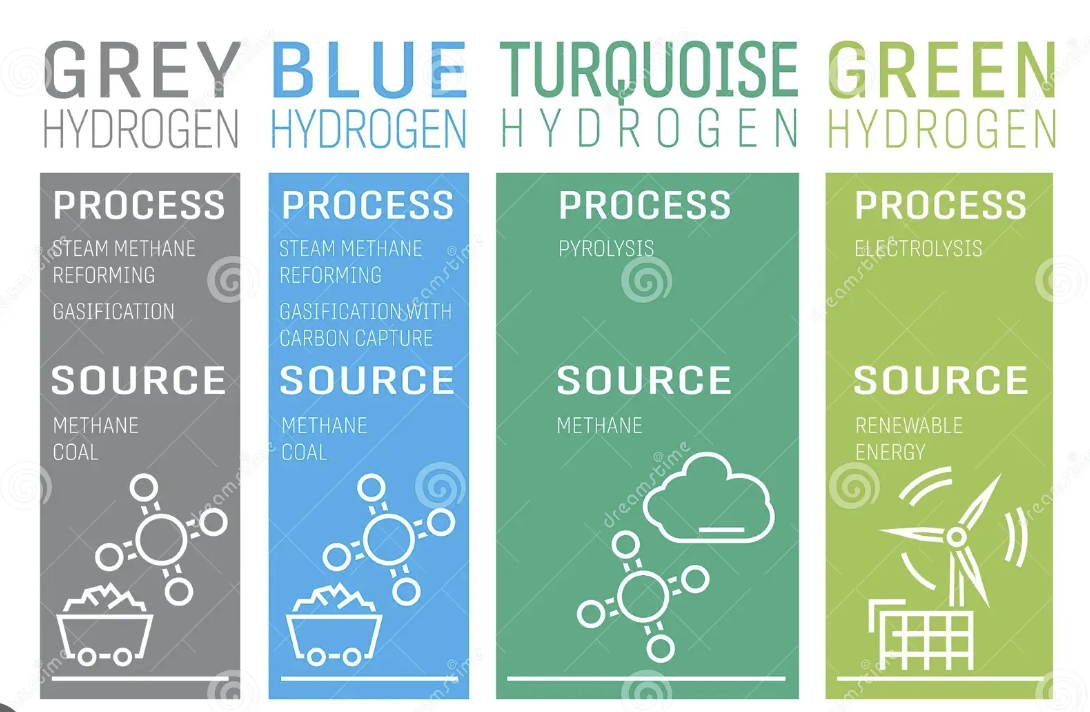 GREY
HYDROGEN
PROCESS
STEAM METHANE
REFORMING
GASIFICATION
SOURCE
METHANE
COAL
BLUE
HYDROGEN
PROCESS
STEAM METHANE
REFORMING
GASIFICATION WITH
CARBON CAPTURE
SOURCE
METHANE
COAL
TURQUOISE
HYDROGEN
PROCESS
PYROLYSIS
SOURCE
METHANE
GREEN
HYDROGEN
PROCESS
ELECTROLYSIS
SOURCE
RENEWABLE
ENERGY
dreamstime